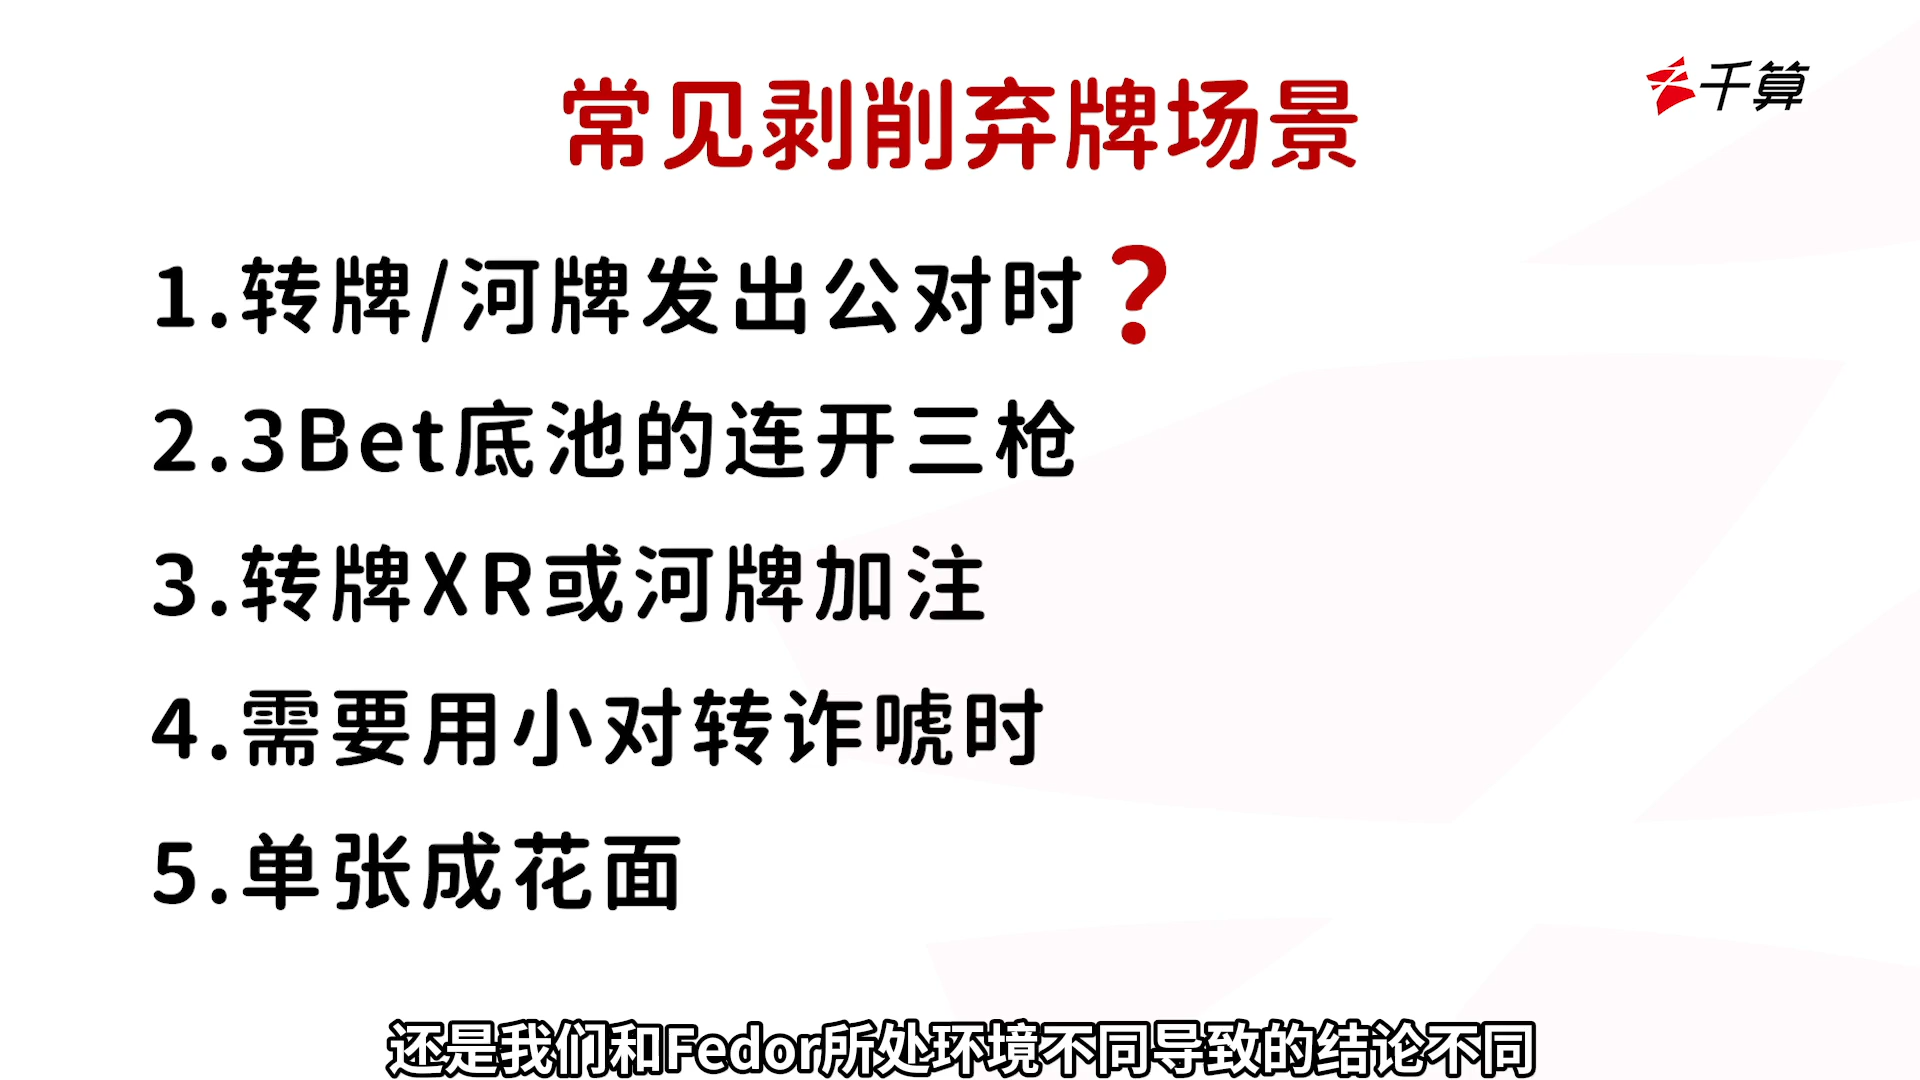 常见剥削弃牌场景
千算
1.转牌/河牌发出公对时?
2.3Bet底池的连开三枪
3.转牌XR或河牌加注
4.需要用小对转诈唬时
5.单张成花面
还是我们和Fedor所处环境不同导致的结论不同